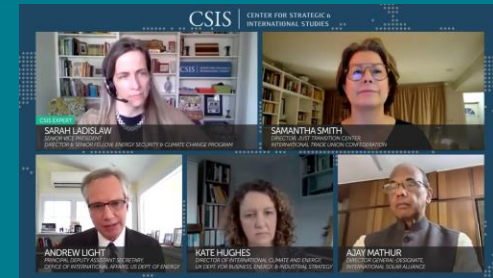 CSIS
CENTER FOR STRATEGIC &
INTERNATIONAL STUDIES
CSIS
CSIS EXPERT
SARAH LADISLAW
SENIOR VICE PRESIDENT
DIRECTOR & SENIOR FELLOW, ENERGY SECURITY & CLIMATE CHANGE PROGRAM
SAMANTHA SMITH
DIRECTOR, JUST TRANSITION CENTER,
INTERNATIONAL TRADE UNION CONFEDERATION
ANDREW LIGHT
PRINCIPAL DEPUTY ASSISTANT SECRETARY,
OFFICE OF INTERNATIONAL AFFAIRS, US DEPT. OF ENERGY
KATE HUGHES
DIRECTOR OF INTERNATIONAL CLIMATE AND ENERGY,
UK DEPT. FOR BUSINESS, ENERGY & INDUSTRIAL STRATEGY
AJAY MATHUR
DIRECTOR GENERAL-DESIGNATE,
INTERNATIONAL SOLAR ALLIANCE